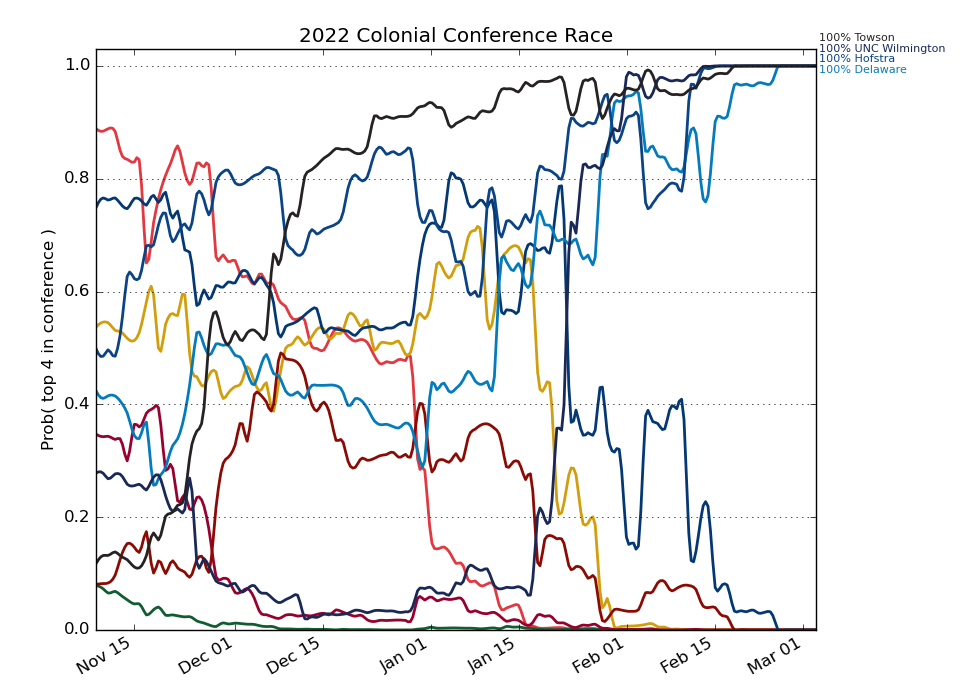 2022 Colonial Conference Race
100% Towson
100% UNC Wilmington
100% Hofstra
100% Delaware
Prob( top 4 in conference )
1.0
0.8
0.6
0.4
0.2
0.0
Nov 15
Dec 01
Dec 15
Jan 01
Jan 15
Feb 01
Feb 15
Mar 01